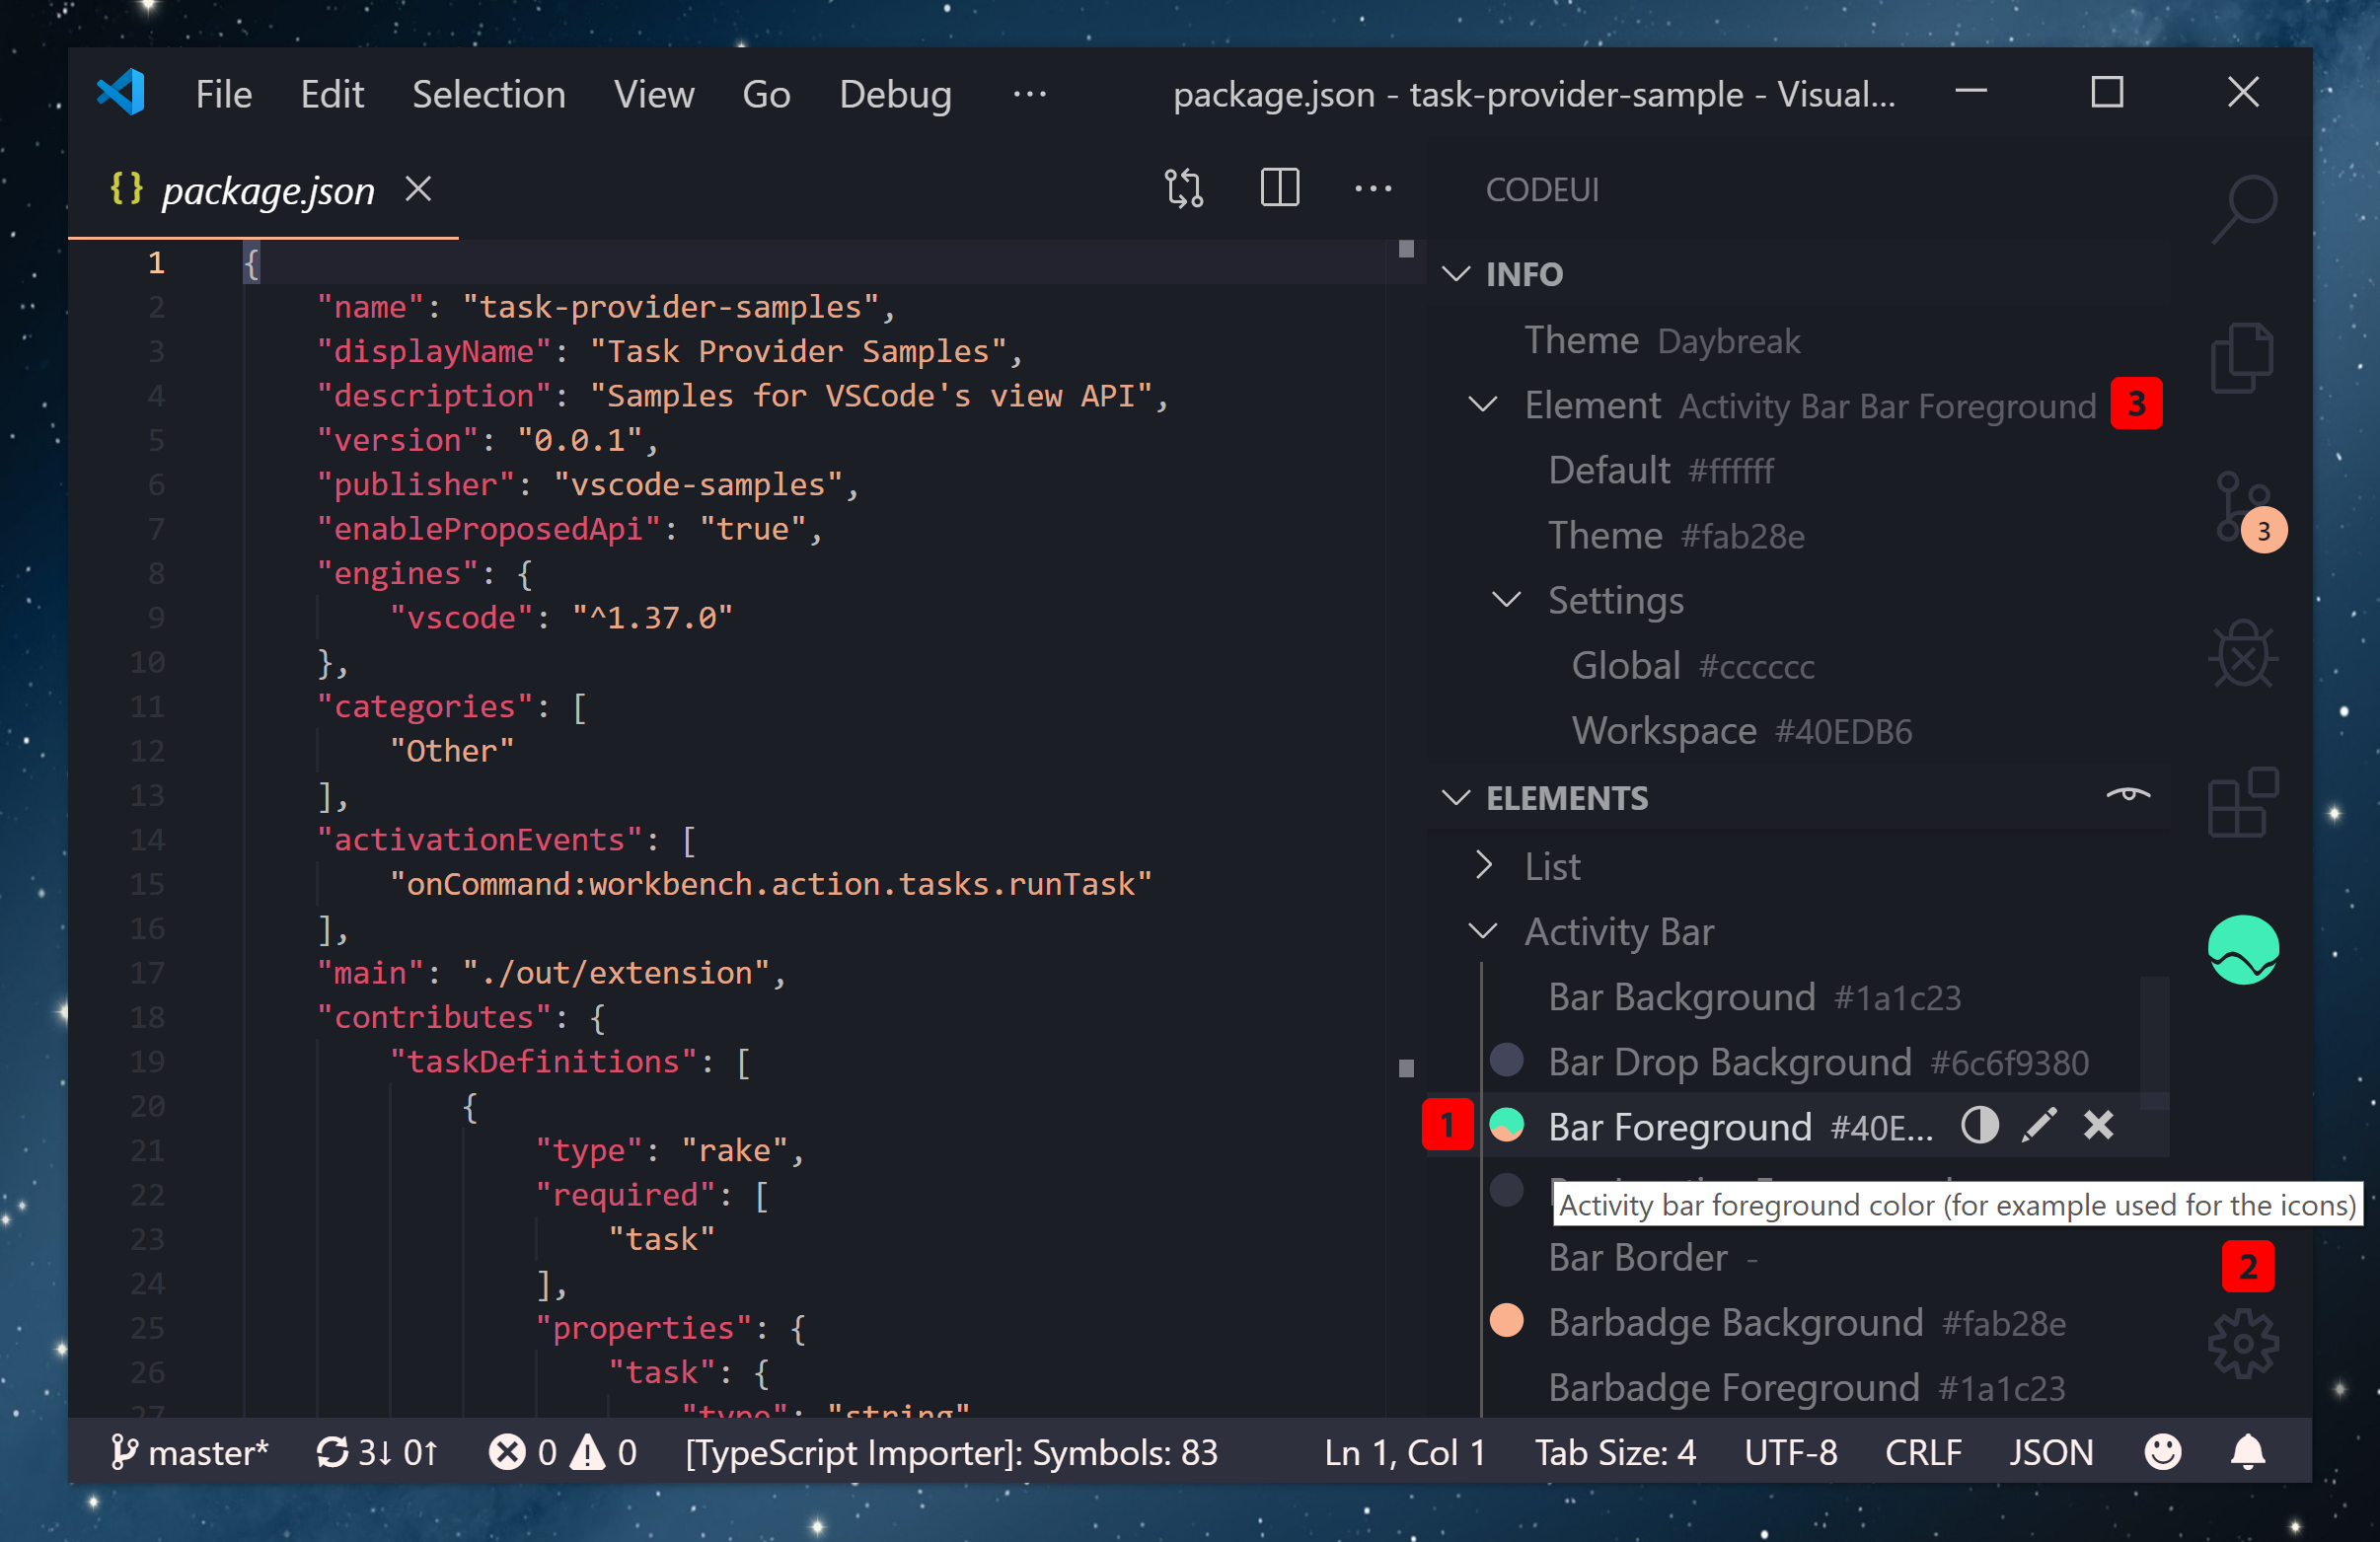 File Edit Selection View Go Debug ··· package.json - task-provider-sample - Visual...
{} package.json
1 {
2 "name": "task-provider-samples",
3 "displayName": "Task Provider Samples",
4 "description": "Samples for VSCode's view API",
5 "version": "0.0.1",
6 "publisher": "vscode-samples",
7 "enableProposedApi": "true",
8 "engines": {
9 "vscode": "^1.37.0"
10 },
11 "categories": [
12 "Other"
13 ],
14 "activationEvents": [
15 "onCommand:workbench.action.tasks.runTask"
16 ],
17 "main": "./out/extension",
18 "contributes": {
19 "taskDefinitions": [
20 {
21 "type": "rake",
22 "required": [
23 "task"
24 ],
25 "properties": {
26 "task": {
27 "type": "string"
CODEUI
INFO
Theme Daybreak
Element Activity Bar Bar Foreground 3
Default #ffffff
Theme #fab28e
Settings
Global #cccccc
Workspace #40EDB6
ELEMENTS
List
Activity Bar
Bar Background #1a1c23
Bar Drop Background #6c6f9380
1 Bar Foreground #40E...
Activity bar foreground color (for example used for the icons)
Bar Border -
2
Barbadge Background #fab28e
Barbadge Foreground #1a1c23
3
master* 3↓ 0↑ 0 0 [TypeScript Importer]: Symbols: 83 Ln 1, Col 1 Tab Size: 4 UTF-8 CRLF JSON